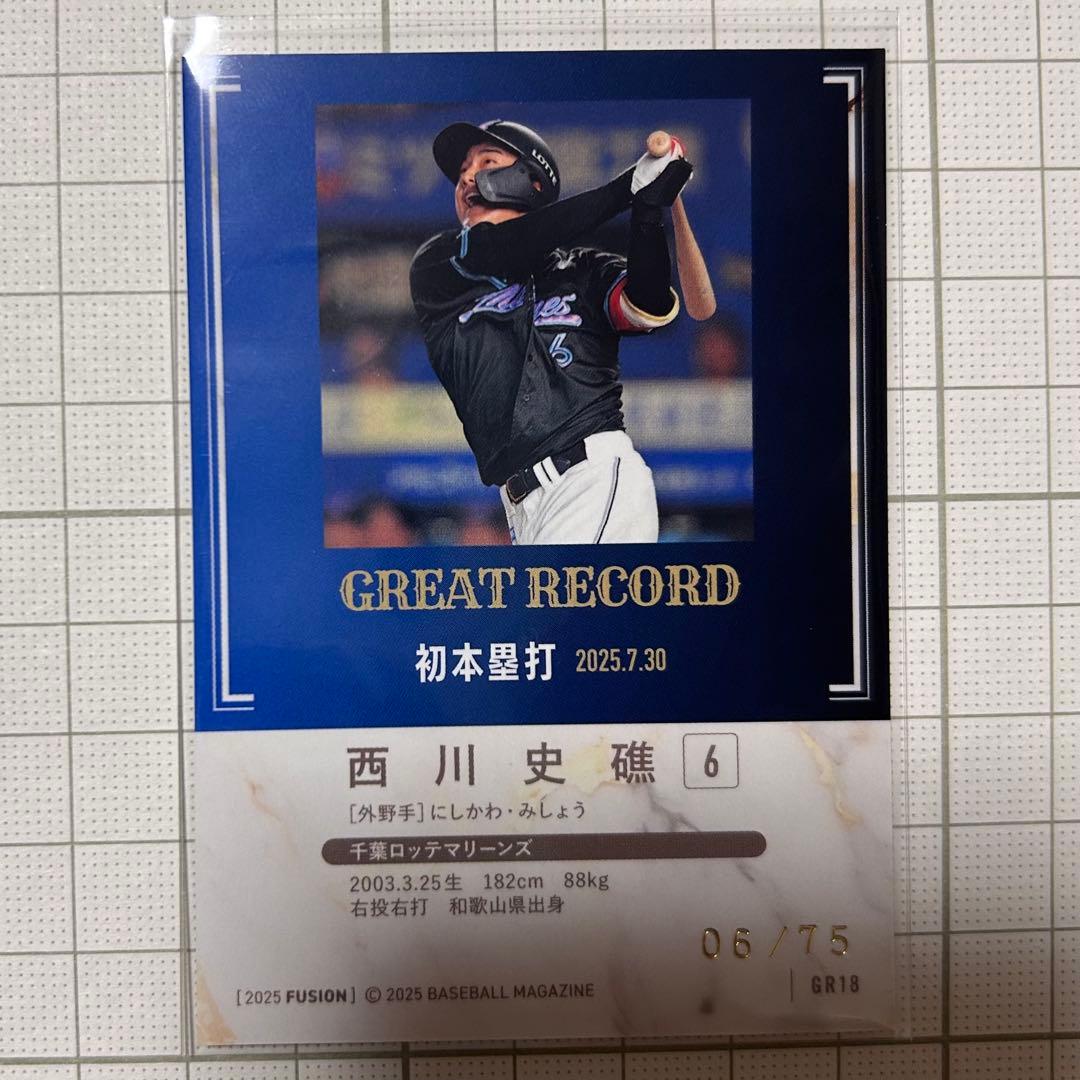 LOTTE
Marines
6
GREAT RECORD
初本塁打 2025.7.30
西川史礁 6
[外野手]にしかわ・みしょう
千葉ロッテマリーンズ
2003.3.25生 182cm 88kg
右投右打 和歌山県出身
06/75
[2025 FUSION] © 2025 BASEBALL MAGAZINE
GR18